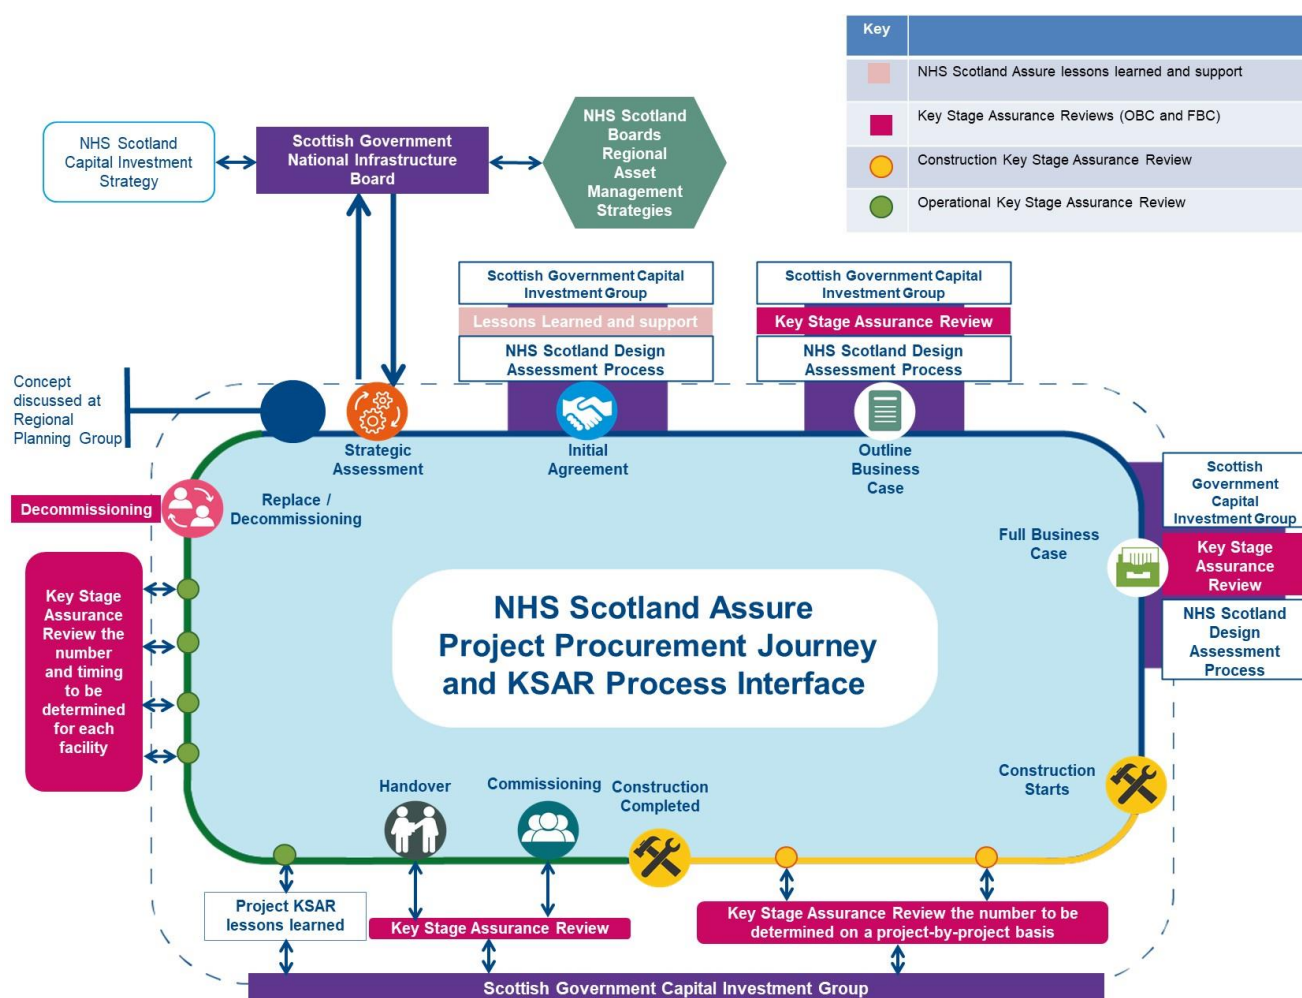 Key
NHS Scotland Assure lessons learned and support
Key Stage Assurance Reviews (OBC and FBC)
Construction Key Stage Assurance Review
Operational Key Stage Assurance Review
NHS Scotland
Capital Investment
Strategy
Scottish Government
National Infrastructure
Board
NHS Scotland
Boards
Regional
Asset
Management
Strategies
Scottish Government Capital
Investment Group
Lessons Learned and support
NHS Scotland Design
Assessment Process
Scottish Government Capital
Investment Group
Key Stage Assurance Review
NHS Scotland Design
Assessment Process
Concept
discussed at
Regional
Planning Group
Strategic
Assessment
Initial
Agreement
Outline
Business
Case
Decommissioning
Replace /
Decommissioning
Full Business
Case
Scottish
Government
Capital
Investment Group
Key Stage
Assurance
Review
NHS Scotland
Design
Assessment
Process
Key Stage
Assurance
Review the
number
and timing
to be
determined
for each
facility
NHS Scotland Assure
Project Procurement Journey
and KSAR Process Interface
Handover
Commissioning
Construction
Completed
Construction
Starts
Project KSAR
lessons learned
Key Stage Assurance Review
Key Stage Assurance Review the number to be
determined on a project-by-project basis
Scottish Government Capital Investment Group